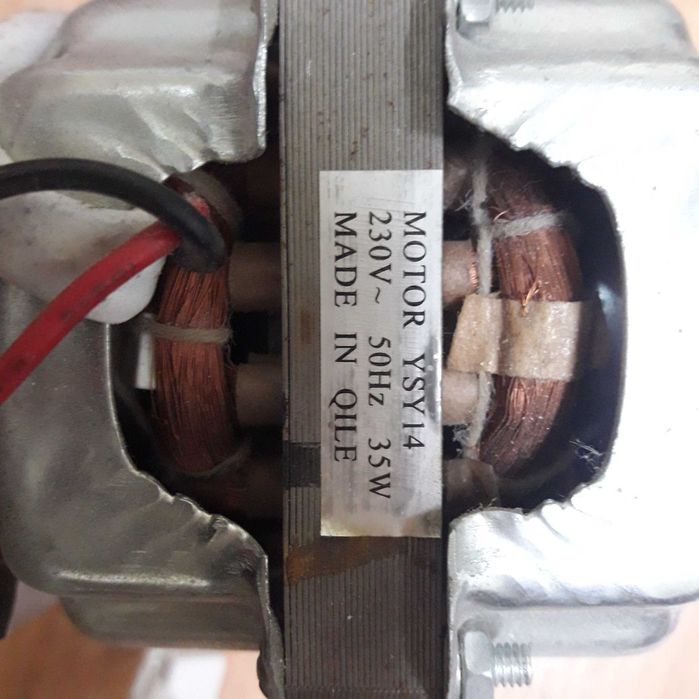 MOTOR YSY14
230V~ 50Hz 35W
MADE IN QILE